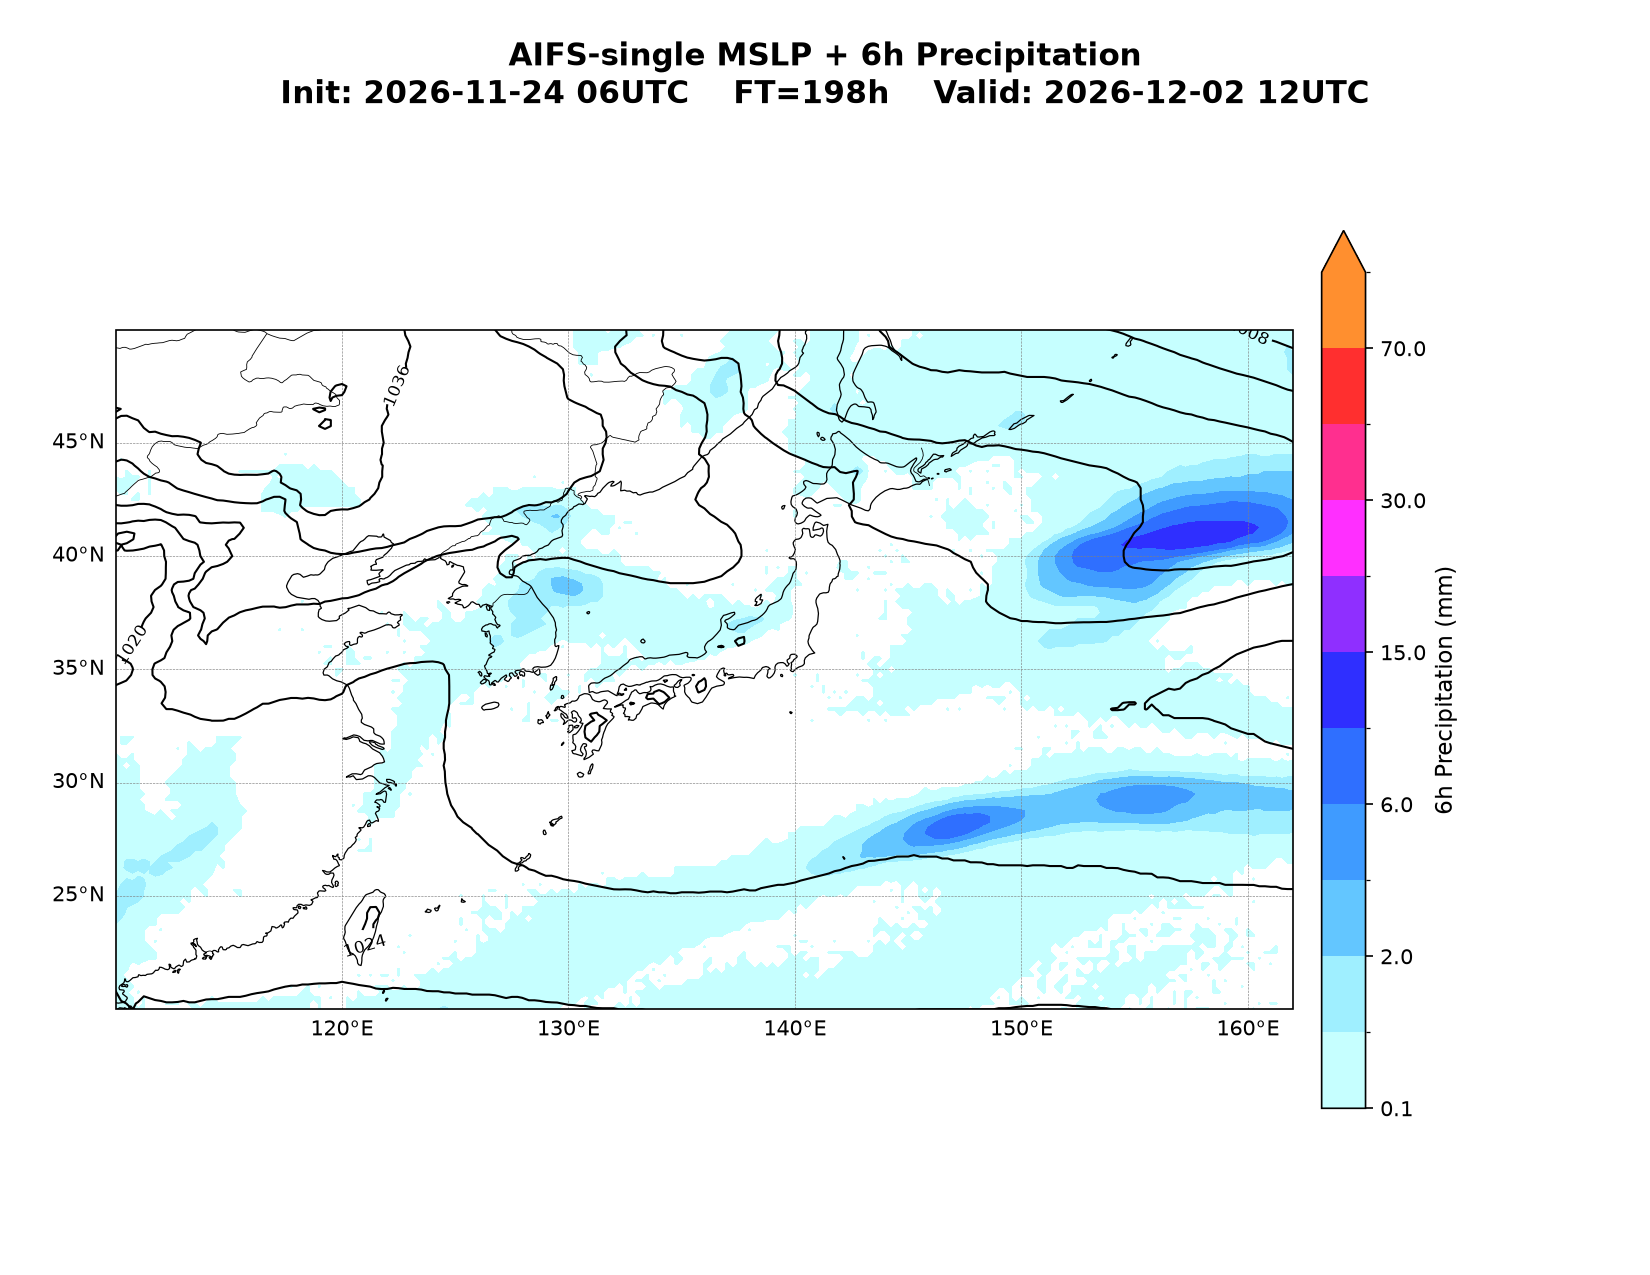 AIFS-single MSLP + 6h Precipitation
Init: 2026-11-24 06UTC    FT=198h    Valid: 2026-12-02 12UTC
70.0
30.0
15.0
6.0
2.0
0.1
6h Precipitation (mm)
45°N
40°N
35°N
30°N
25°N
120°E
130°E
140°E
150°E
160°E
1036
1020
1024